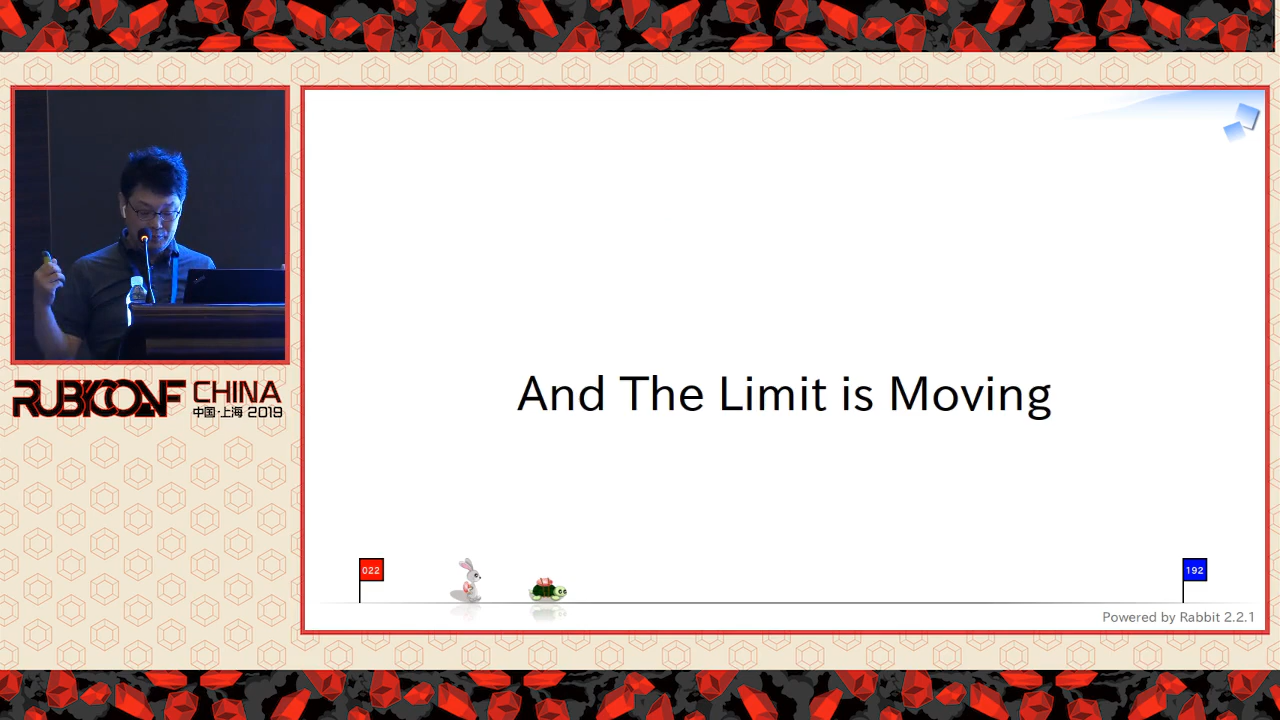 RUBYCONF CHINA
中国·上海 2019
And The Limit is Moving
022
192
Powered by Rabbit 2.2.1